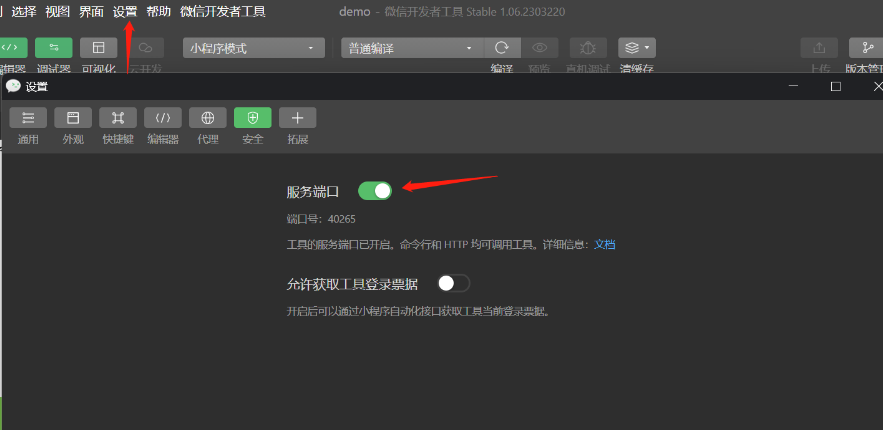 选择 视图 界面 设置 帮助 微信开发者工具 demo - 微信开发者工具 Stable 1.06.2303220
小程序模式 普通编译
调试器 可视化 云开发 编译 预览 真机调试 清缓存 上传
设置
通用 外观 快捷键 编辑器 代理 安全 拓展
服务端口
端口号：40265
工具的服务端口已开启。命令行和 HTTP 均可调用工具。详细信息：文档
允许获取工具登录票据
开启后可以通过小程序自动化接口获取工具当前登录票据。